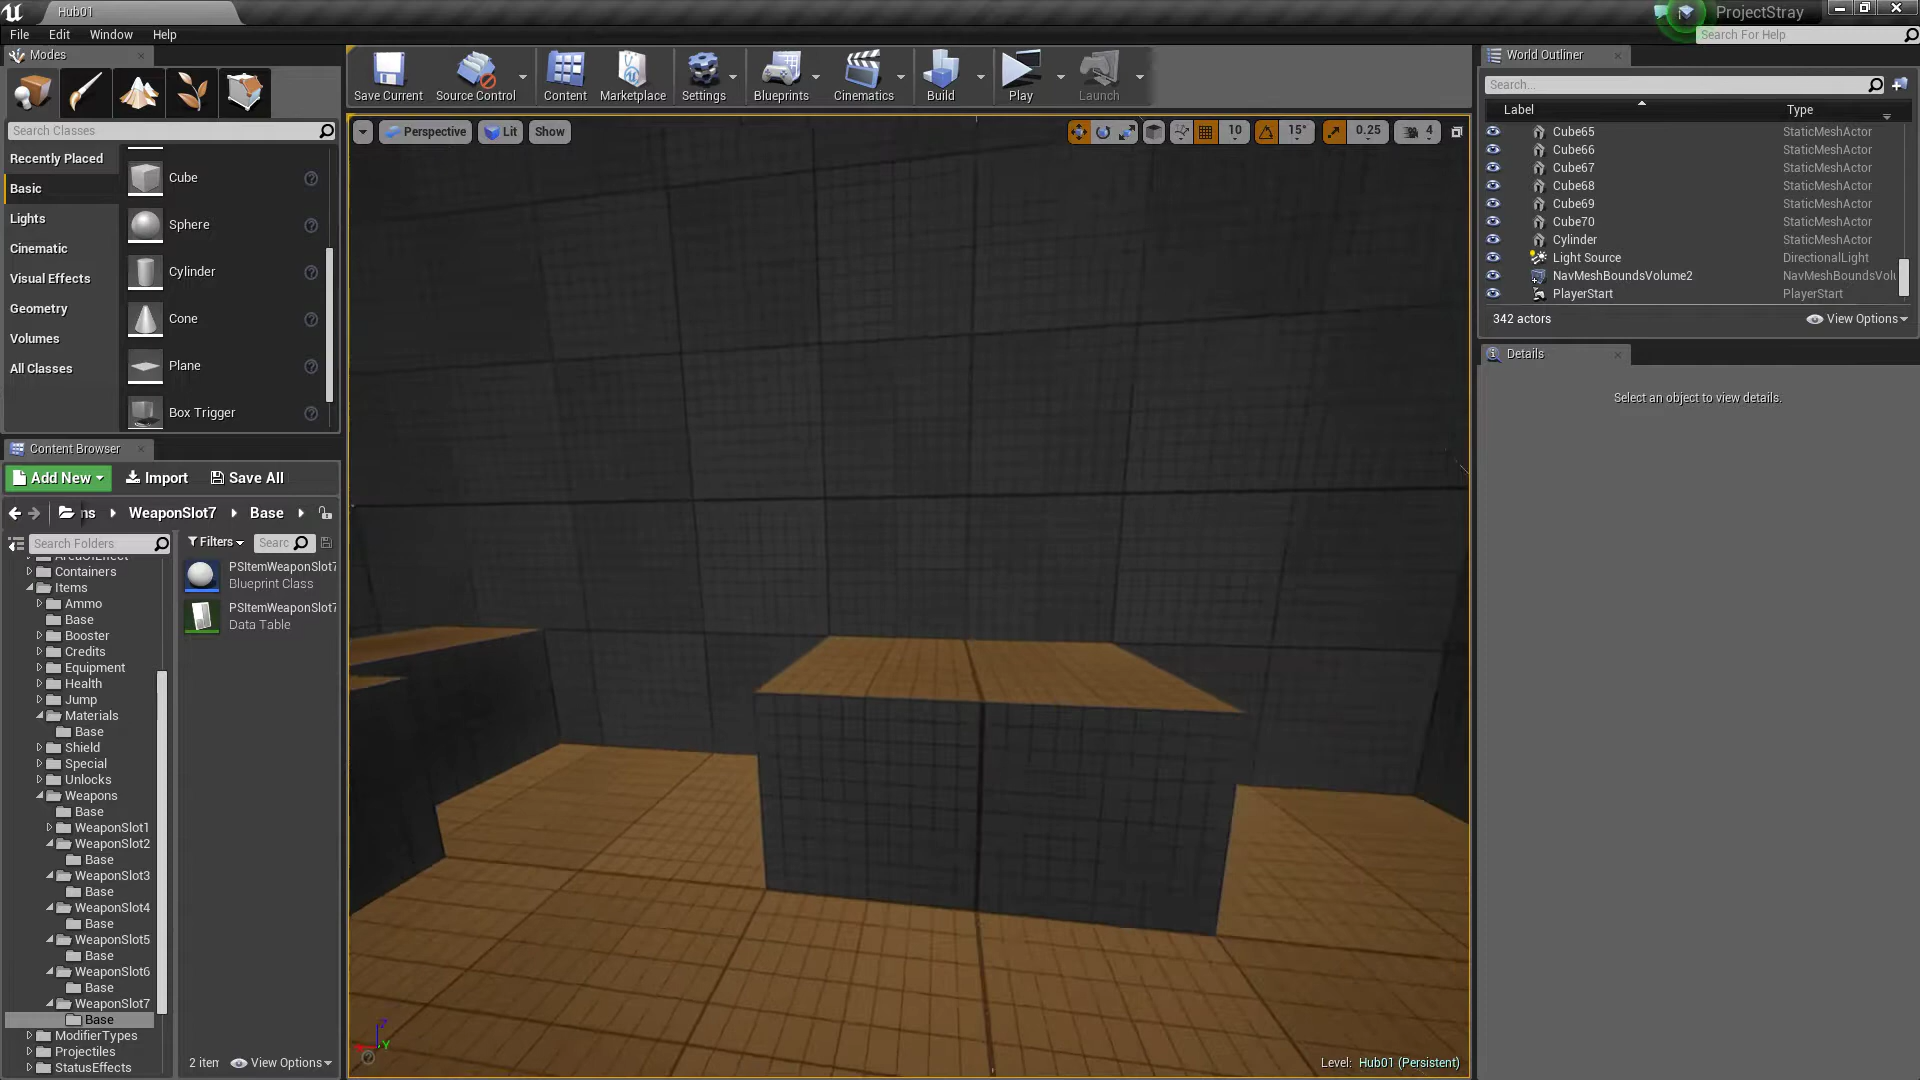 Hub01
ProjectStray
File Edit Window Help
Search For Help
Modes
Search Classes
Recently Placed
Basic
Lights
Cinematic
Visual Effects
Geometry
Volumes
All Classes
Cube
Sphere
Cylinder
Cone
Plane
Box Trigger
Save Current
Source Control
Content
Marketplace
Settings
Blueprints
Cinematics
Build
Play
Launch
Perspective
Lit
Show
10
15°
0.25
4
World Outliner
Search...
Label Type
Cube65 StaticMeshActor
Cube66 StaticMeshActor
Cube67 StaticMeshActor
Cube68 StaticMeshActor
Cube69 StaticMeshActor
Cube70 StaticMeshActor
Cylinder StaticMeshActor
Light Source DirectionalLight
NavMeshBoundsVolume2 NavMeshBoundsVolu
PlayerStart PlayerStart
342 actors
View Options
Details
Select an object to view details.
Content Browser
Add New
Import
Save All
ns WeaponSlot7 Base
Search Folders
Filters
Searc
AreaOfEffect
Containers
Items
Ammo
Base
Booster
Credits
Equipment
Health
Jump
Materials
Base
Shield
Special
Unlocks
Weapons
Base
WeaponSlot1
WeaponSlot2
Base
WeaponSlot3
Base
WeaponSlot4
Base
WeaponSlot5
Base
WeaponSlot6
Base
WeaponSlot7
Base
ModifierTypes
Projectiles
StatusEffects
PSItemWeaponSlot7
Blueprint Class
PSItemWeaponSlot7
Data Table
2 item
View Options
Z
Y
Level: Hub01 (Persistent)